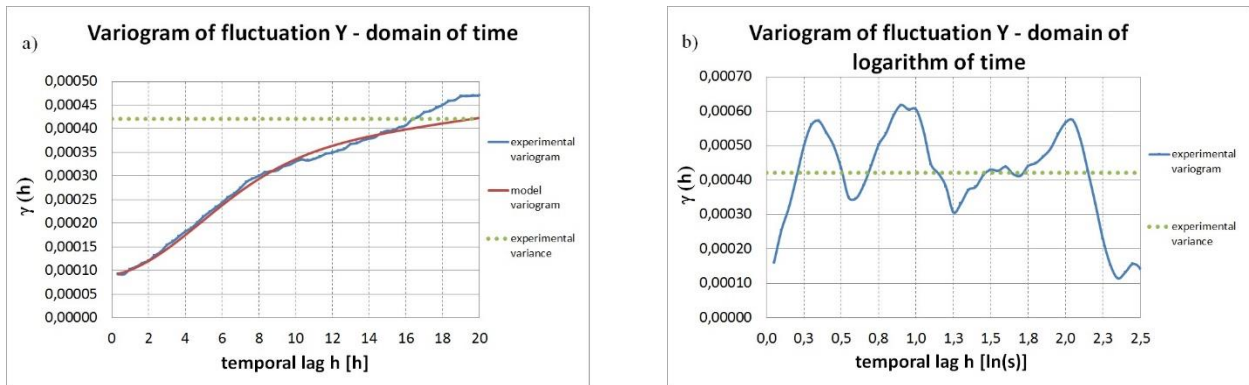 a)
Variogram of fluctuation Y - domain of time
0,00050
0,00045
0,00040
0,00035
0,00030
0,00025
0,00020
0,00015
0,00010
0,00005
0,00000
γ (h)
0 2 4 6 8 10 12 14 16 18 20
temporal lag h [h]
experimental
variogram
model
variogram
experimental
variance
b)
Variogram of fluctuation Y - domain of
logarithm of time
0,00070
0,00060
0,00050
0,00040
0,00030
0,00020
0,00010
0,00000
γ (h)
0,0 0,3 0,5 0,8 1,0 1,3 1,5 1,8 2,0 2,3 2,5
temporal lag h [ln(s)]
experimental
variogram
experimental
variance